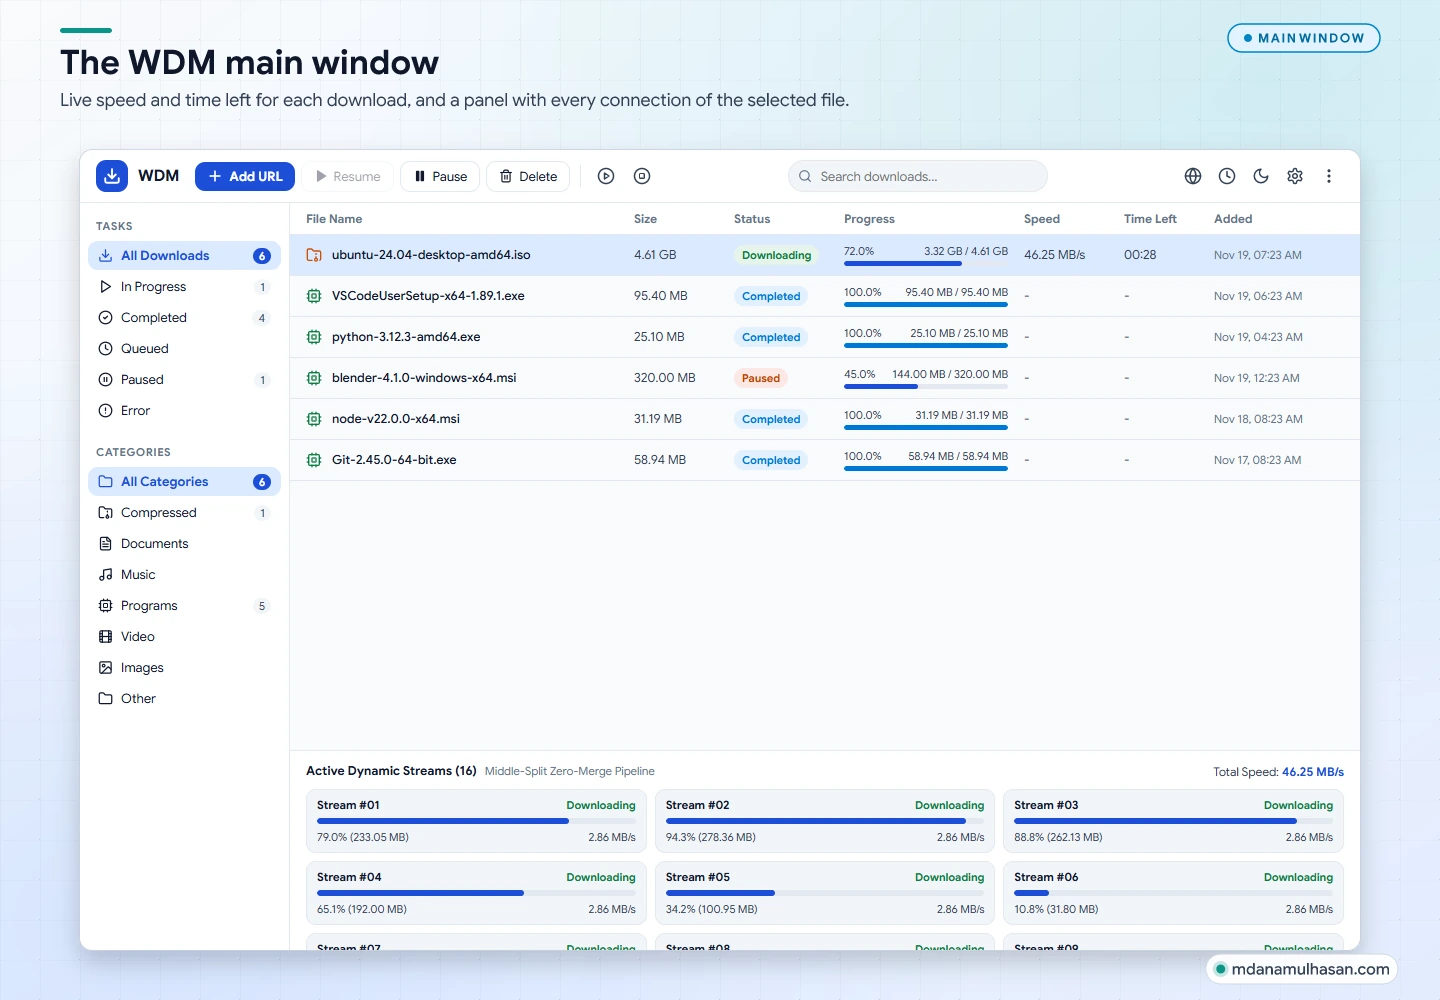 The WDM main window
MAINWINDOW
Live speed and time left for each download, and a panel with every connection of the selected file.
WDM Add URL Resume Pause Delete Search downloads...
TASKS
All Downloads 6
In Progress 1
Completed 4
Queued
Paused 1
Error
CATEGORIES
All Categories 6
Compressed 1
Documents
Music
Programs 5
Video
Images
Other
File Name Size Status Progress Speed Time Left Added
ubuntu-24.04-desktop-amd64.iso 4.61 GB Downloading 72.0% 3.32 GB / 4.61 GB 46.25 MB/s 00:28 Nov 19, 07:23 AM
VSCodeUserSetup-x64-1.89.1.exe 95.40 MB Completed 100.0% 95.40 MB / 95.40 MB - - Nov 19, 06:23 AM
python-3.12.3-amd64.exe 25.10 MB Completed 100.0% 25.10 MB / 25.10 MB - - Nov 19, 04:23 AM
blender-4.1.0-windows-x64.msi 320.00 MB Paused 45.0% 144.00 MB / 320.00 MB - - Nov 19, 12:23 AM
node-v22.0.0-x64.msi 31.19 MB Completed 100.0% 31.19 MB / 31.19 MB - - Nov 18, 08:23 AM
Git-2.45.0-64-bit.exe 58.94 MB Completed 100.0% 58.94 MB / 58.94 MB - - Nov 17, 08:23 AM
Active Dynamic Streams (16) Middle-Split Zero-Merge Pipeline Total Speed: 46.25 MB/s
Stream #01 Downloading
79.0% (233.05 MB) 2.86 MB/s
Stream #02 Downloading
94.3% (278.36 MB) 2.86 MB/s
Stream #03 Downloading
88.8% (262.13 MB) 2.86 MB/s
Stream #04 Downloading
65.1% (192.00 MB) 2.86 MB/s
Stream #05 Downloading
34.2% (100.95 MB) 2.86 MB/s
Stream #06 Downloading
10.8% (31.80 MB) 2.86 MB/s
Stream #07 Downloading
Stream #08 Downloading
Stream #09 Downloading
mdanamulhasan.com